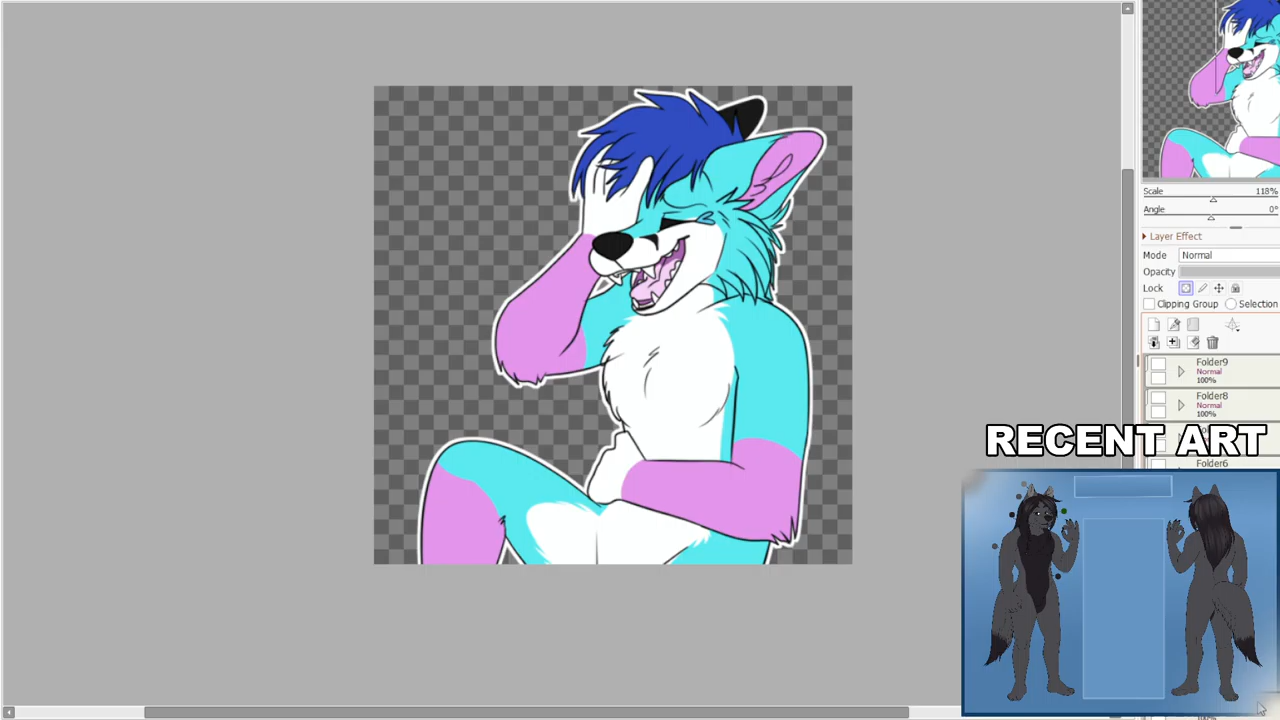 Scale 118%
Angle 0°
Layer Effect
Mode Normal
Opacity
Lock
Clipping Group Selection
Folder9
Normal
100%
Folder8
Normal
100%
RECENT ART
Folder6